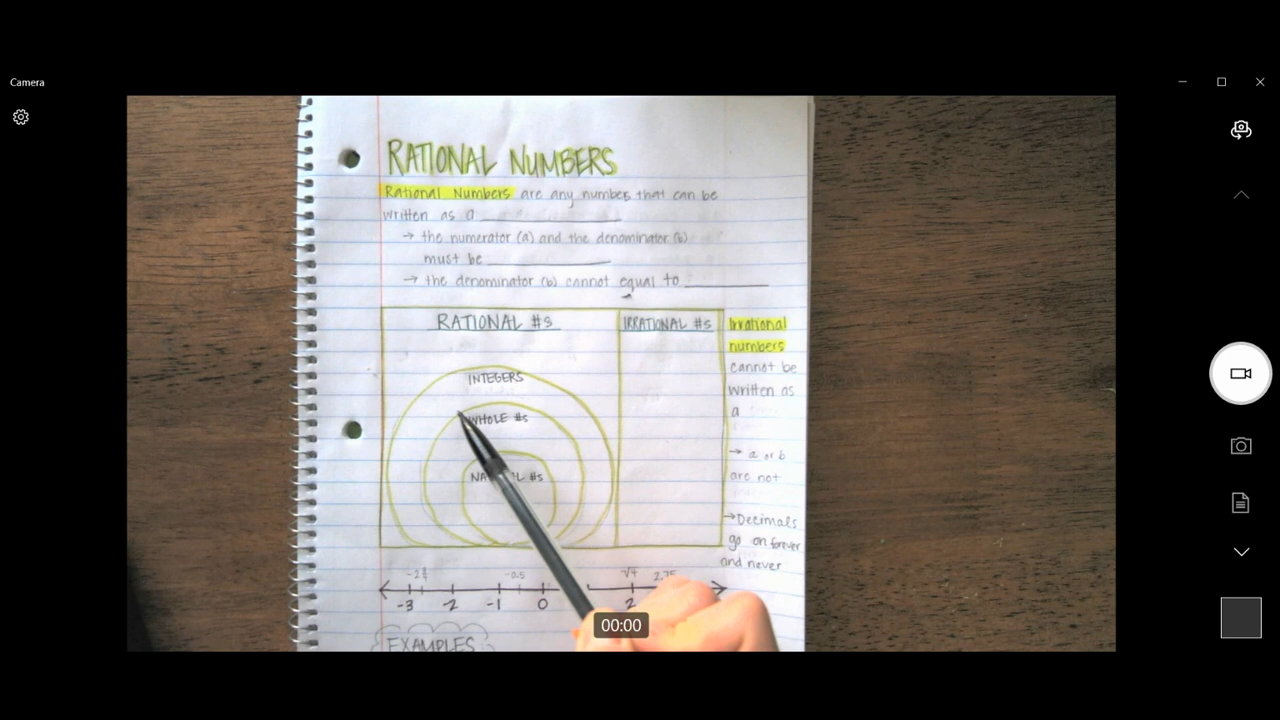 Camera
RATIONAL NUMBERS
Rational Numbers are any number that can be
written as a
→ the numerator (a) and the denominator (b)
must be
→ the denominator (b) cannot equal to
RATIONAL #s
IRRATIONAL #s
INTEGERS
WHOLE #s
#s
Irrational
numbers
cannot be
written as
a
→ a or b
are not
→ Decimals
go on forever
and never
-0.5 √4 2.75
-3 -2 -1 0 2
EXAMPLES
00:00